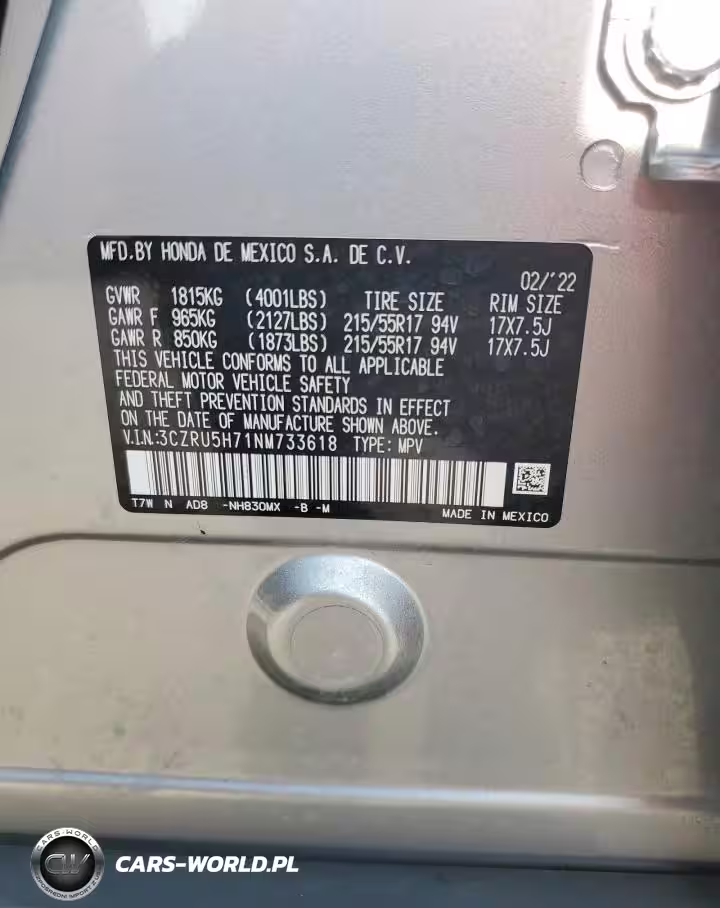 MFD.BY HONDA DE MEXICO S.A. DE C.V.
02/'22
GVWR 1815KG (4001LBS) TIRE SIZE RIM SIZE
GAWR F 965KG (2127LBS) 215/55R17 94V 17X7.5J
GAWR R 850KG (1873LBS) 215/55R17 94V 17X7.5J
THIS VEHICLE CONFORMS TO ALL APPLICABLE
FEDERAL MOTOR VEHICLE SAFETY
AND THEFT PREVENTION STANDARDS IN EFFECT
ON THE DATE OF MANUFACTURE SHOWN ABOVE.
V.I.N:3CZRU5H71NM733618 TYPE: MPV
T7W N AD8 -NH830MX -B -M
MADE IN MEXICO
CARS-WORLD
CW
CARS-WORLD.PL